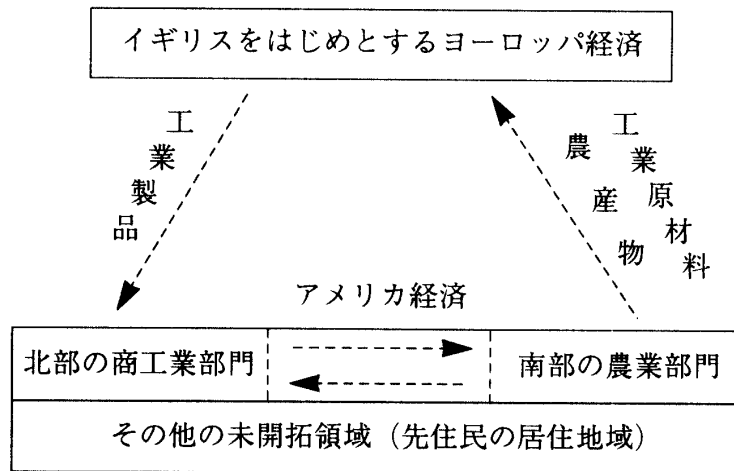 イギリスをはじめとするヨーロッパ経済
工業製品
農産物
工業原材料
アメリカ経済
北部の商工業部門
南部の農業部門
その他の未開拓領域（先住民の居住地域）